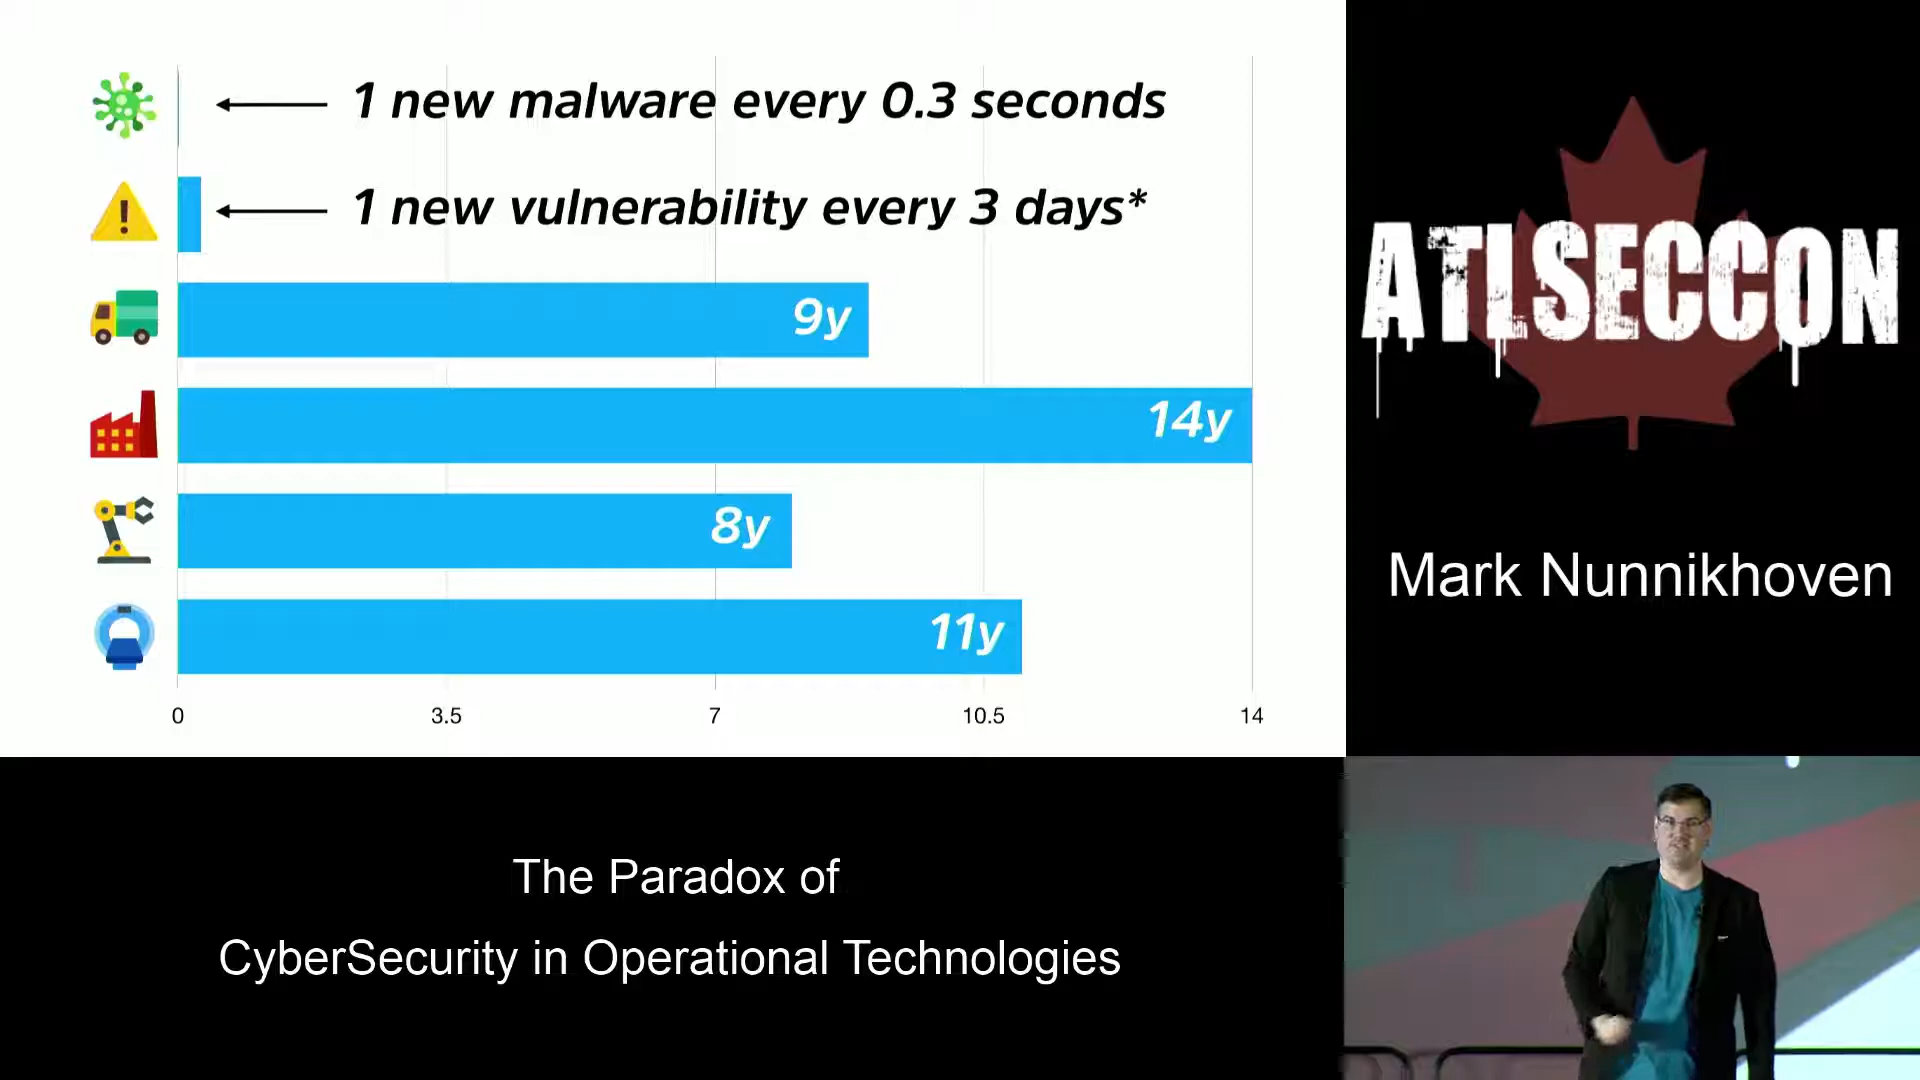 1 new malware every 0.3 seconds
1 new vulnerability every 3 days*
9y
14y
8y
11y
0 3.5 7 10.5 14
ATLSECCON
Mark Nunnikhoven
The Paradox of
CyberSecurity in Operational Technologies